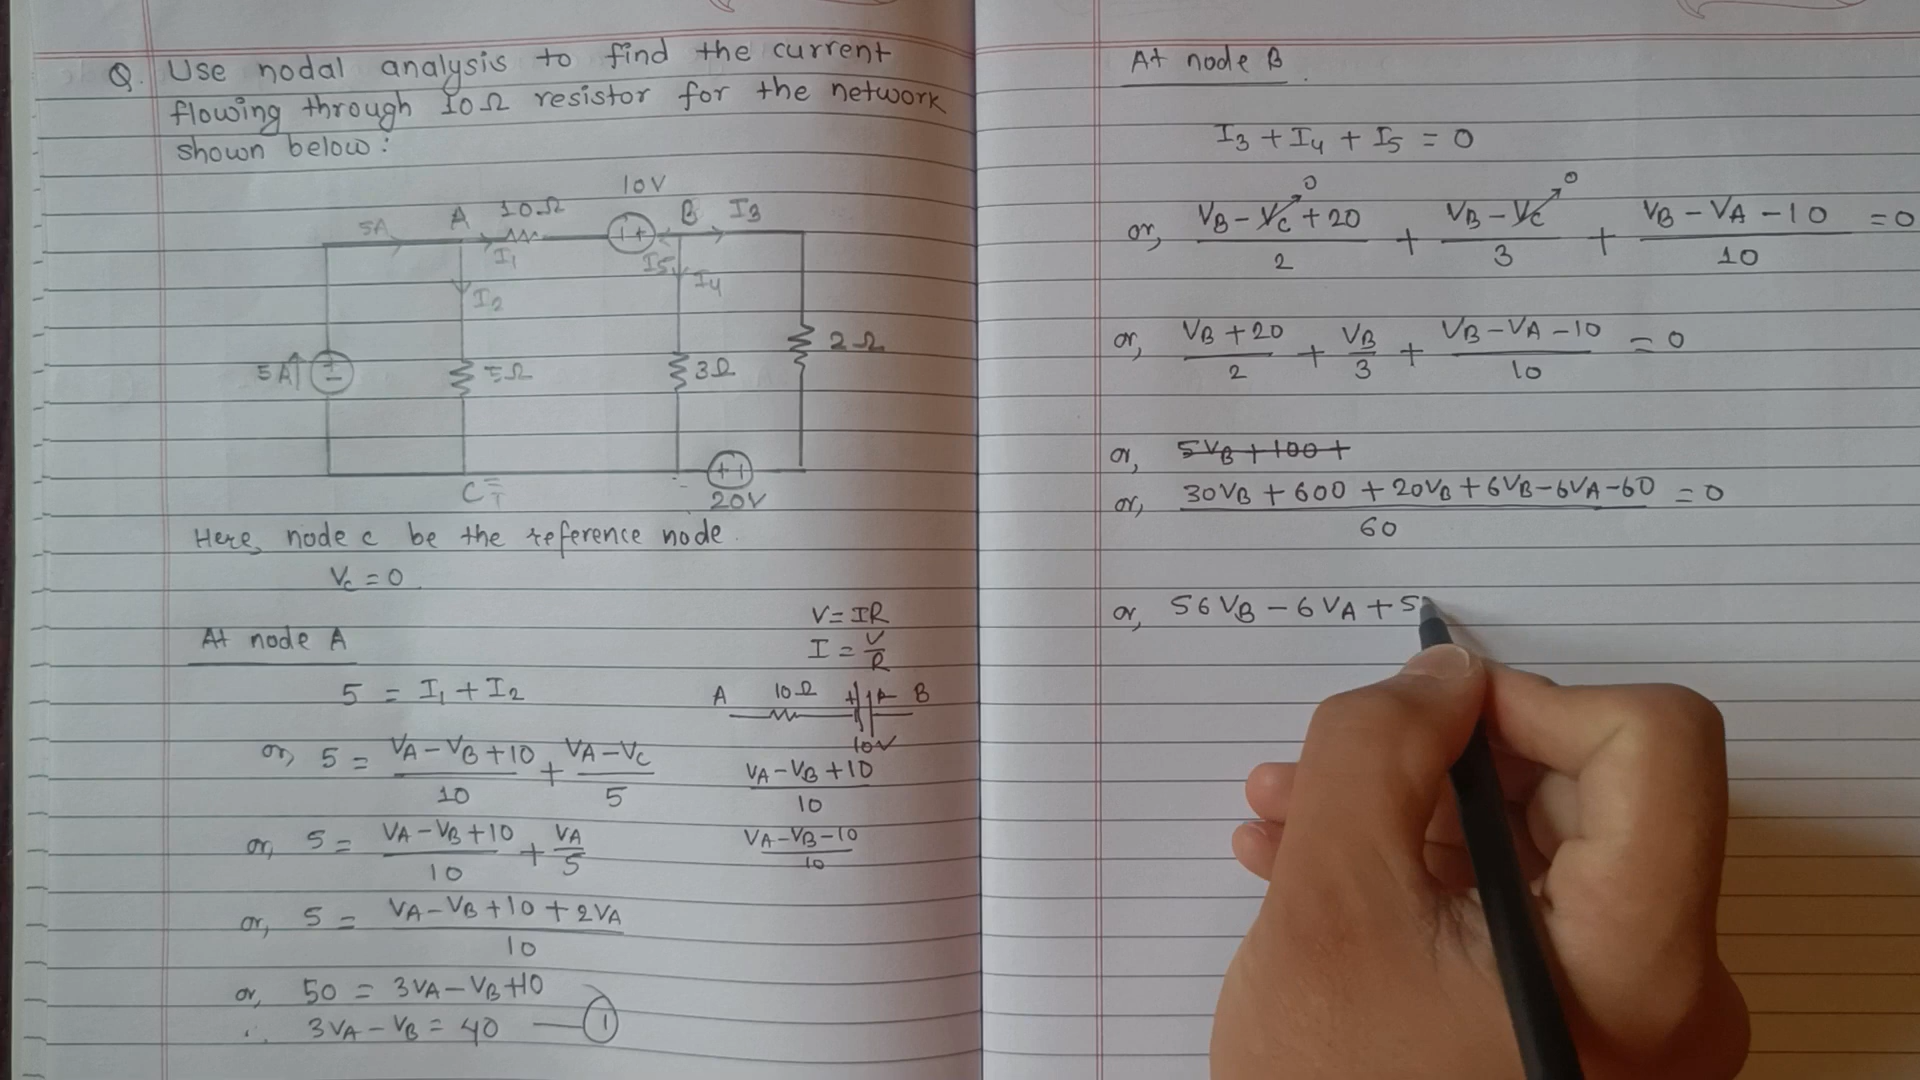 Q. Use nodal analysis to find the current
flowing through 10Ω resistor for the network
shown below:
10V
5A A 10Ω B I3
I1 I5 I4
I2
5A 5Ω 3Ω 2Ω
C
20V
Here, node c be the reference node.
Vc = 0
At node A
5 = I1 + I2
or, 5 = (VA - VB + 10)/10 + (VA - VC)/5
or, 5 = (VA - VB + 10)/10 + VA/5
or, 5 = (VA - VB + 10 + 2VA)/10
or, 50 = 3VA - VB + 10
∴ 3VA - VB = 40 — ①
V = IR
I = V/R
A 10Ω B
10V
(VA - VB + 10)/10
(VA - VB - 10)/10
At node B
I3 + I4 + I5 = 0
or, (VB - Vc⁰ + 20)/2 + (VB - Vc⁰)/3 + (VB - VA - 10)/10 = 0
or, (VB + 20)/2 + VB/3 + (VB - VA - 10)/10 = 0
or, 5VB + 100 +
or, (30VB + 600 + 20VB + 6VB - 6VA - 60)/60 = 0
or, 56VB - 6VA + 5